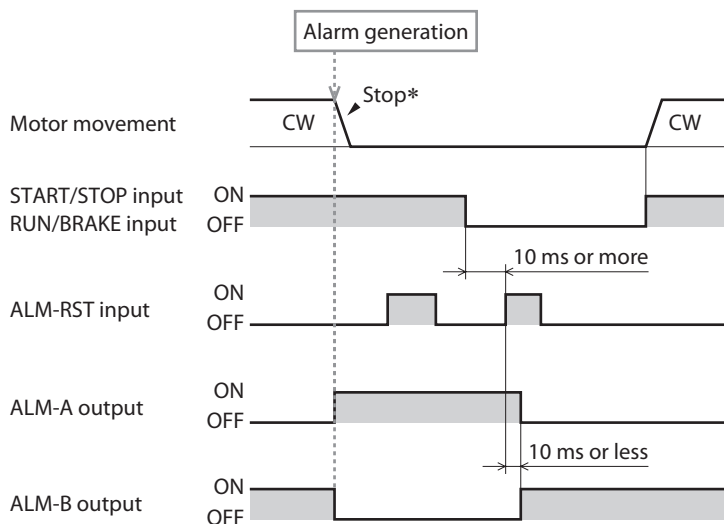 Alarm generation
Stop*
Motor movement
CW
CW
START/STOP input
RUN/BRAKE input
ON
OFF
10 ms or more
ALM-RST input
ON
OFF
ALM-A output
ON
OFF
10 ms or less
ALM-B output
ON
OFF